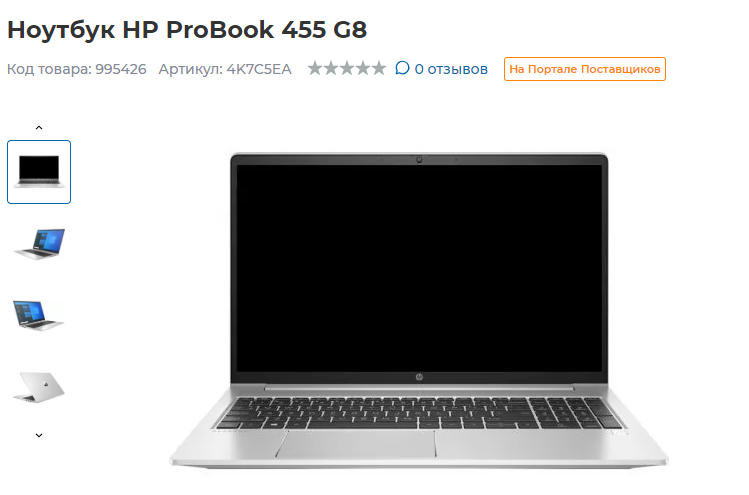 Ноутбук HP ProBook 455 G8
Код товара: 995426 Артикул: 4K7C5EA 0 отзывов На Портале Поставщиков